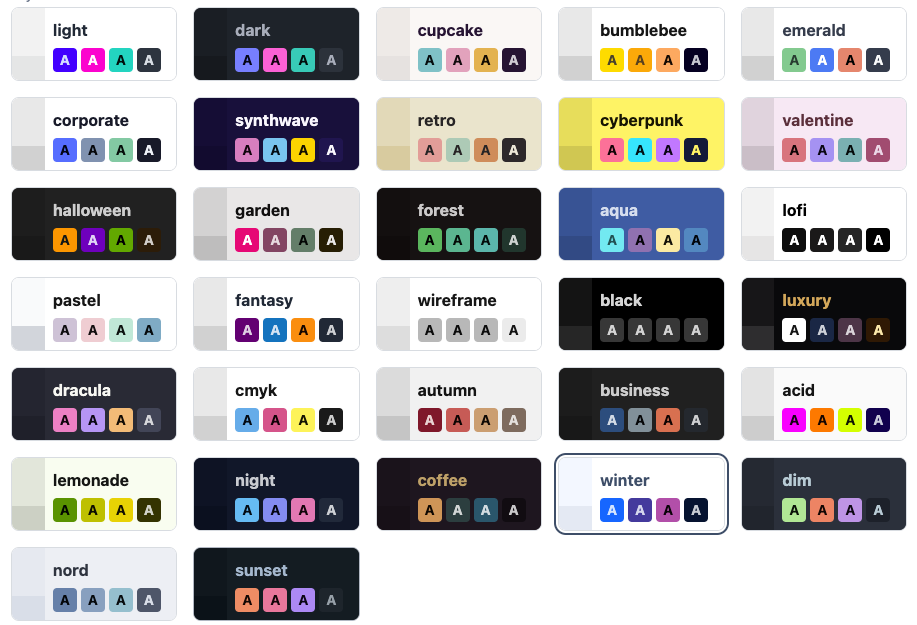 light dark cupcake bumblebee emerald
A A A A A A A A A A A A A A A A A A A A
corporate synthwave retro cyberpunk valentine
A A A A A A A A A A A A A A A A A A A A
halloween garden forest aqua lofi
A A A A A A A A A A A A A A A A A A A A
pastel fantasy wireframe black luxury
A A A A A A A A A A A A A A A A A A A A
dracula cmyk autumn business acid
A A A A A A A A A A A A A A A A A A A A
lemonade night coffee winter dim
A A A A A A A A A A A A A A A A A A A A
nord sunset
A A A A A A A A